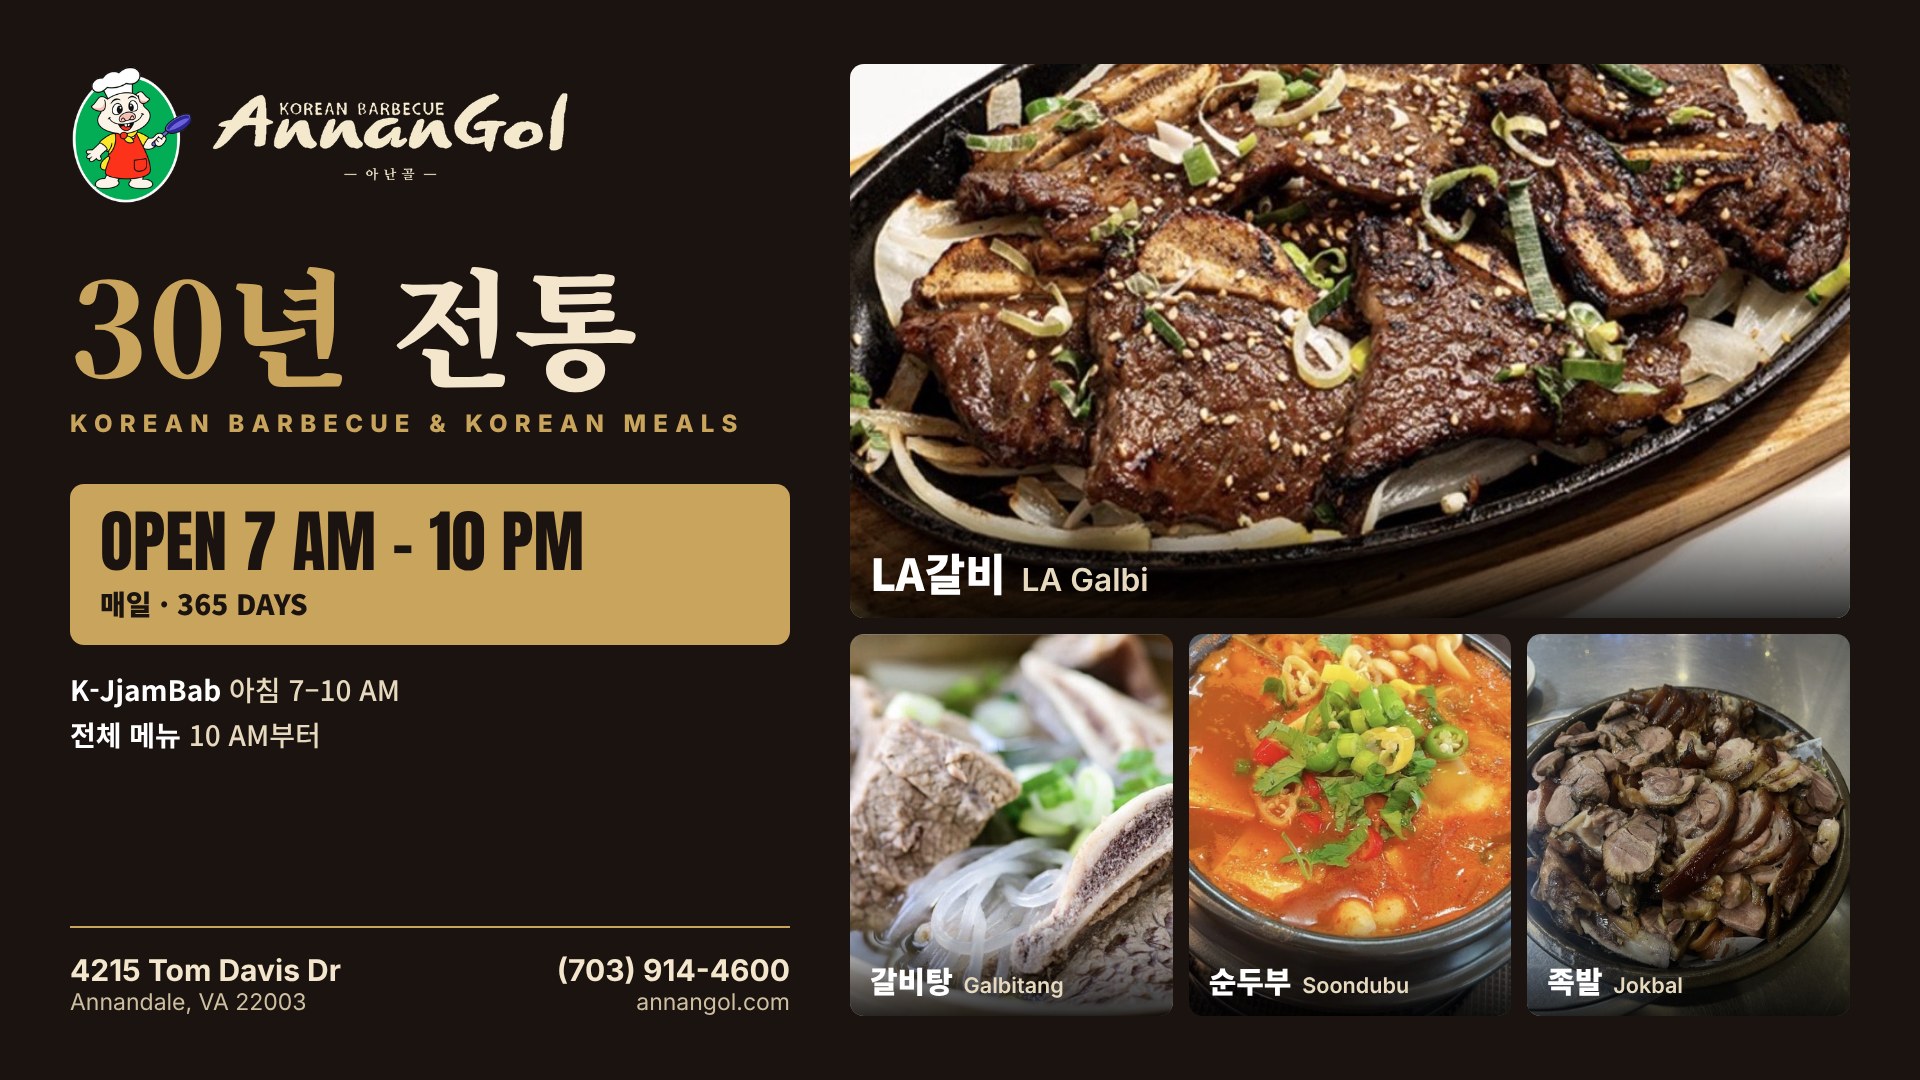 KOREAN BARBECUE
AnnanGol
— 아난골 —
30년 전통
KOREAN BARBECUE & KOREAN MEALS
OPEN 7 AM - 10 PM
매일 · 365 DAYS
K-JjamBab 아침 7–10 AM
전체 메뉴 10 AM부터
4215 Tom Davis Dr
Annandale, VA 22003
(703) 914-4600
annangol.com
LA갈비 LA Galbi
갈비탕 Galbitang
순두부 Soondubu
족발 Jokbal